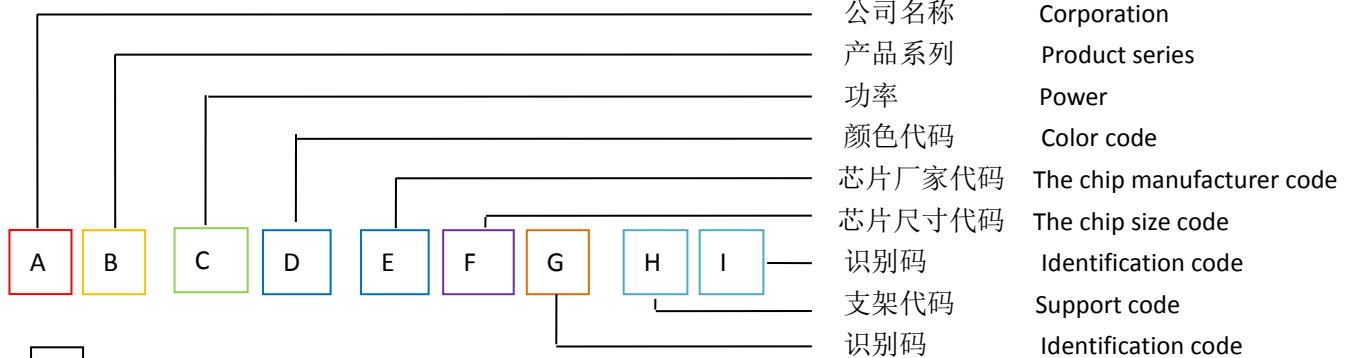 公司名称 Corporation
产品系列 Product series
功率 Power
颜色代码 Color code
芯片厂家代码 The chip manufacturer code
芯片尺寸代码 The chip size code
A B C D E F G H I 识别码 Identification code
支架代码 Support code
识别码 Identification code